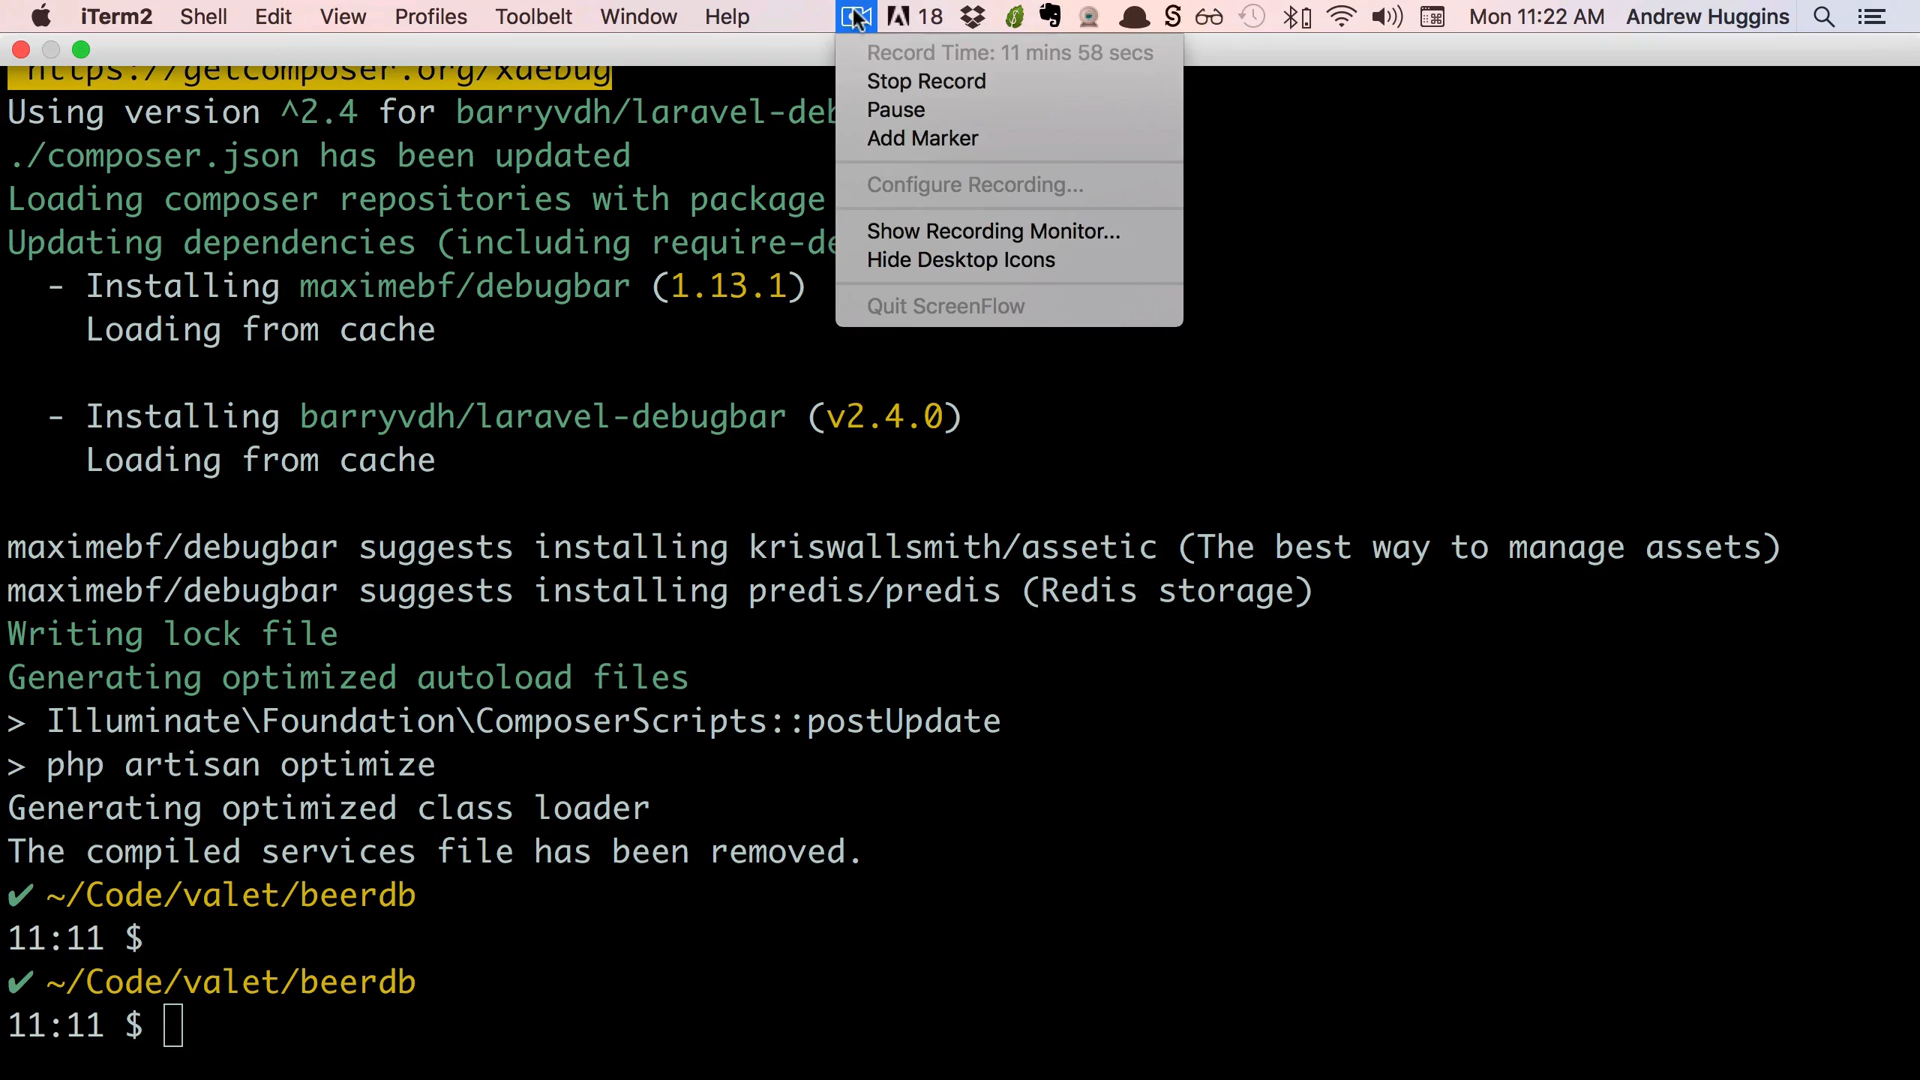 iTerm2 Shell Edit View Profiles Toolbelt Window Help 18 Mon 11:22 AM Andrew Huggins
Record Time: 11 mins 58 secs
Stop Record
Pause
Add Marker
Configure Recording...
Show Recording Monitor...
Hide Desktop Icons
Quit ScreenFlow
https://getcomposer.org/xdebug
Using version ^2.4 for barryvdh/laravel-deb
./composer.json has been updated
Loading composer repositories with package
Updating dependencies (including require-de
- Installing maximebf/debugbar (1.13.1)
Loading from cache
- Installing barryvdh/laravel-debugbar (v2.4.0)
Loading from cache
maximebf/debugbar suggests installing kriswallsmith/assetic (The best way to manage assets)
maximebf/debugbar suggests installing predis/predis (Redis storage)
Writing lock file
Generating optimized autoload files
> Illuminate\Foundation\ComposerScripts::postUpdate
> php artisan optimize
Generating optimized class loader
The compiled services file has been removed.
✔ ~/Code/valet/beerdb
11:11 $
✔ ~/Code/valet/beerdb
11:11 $